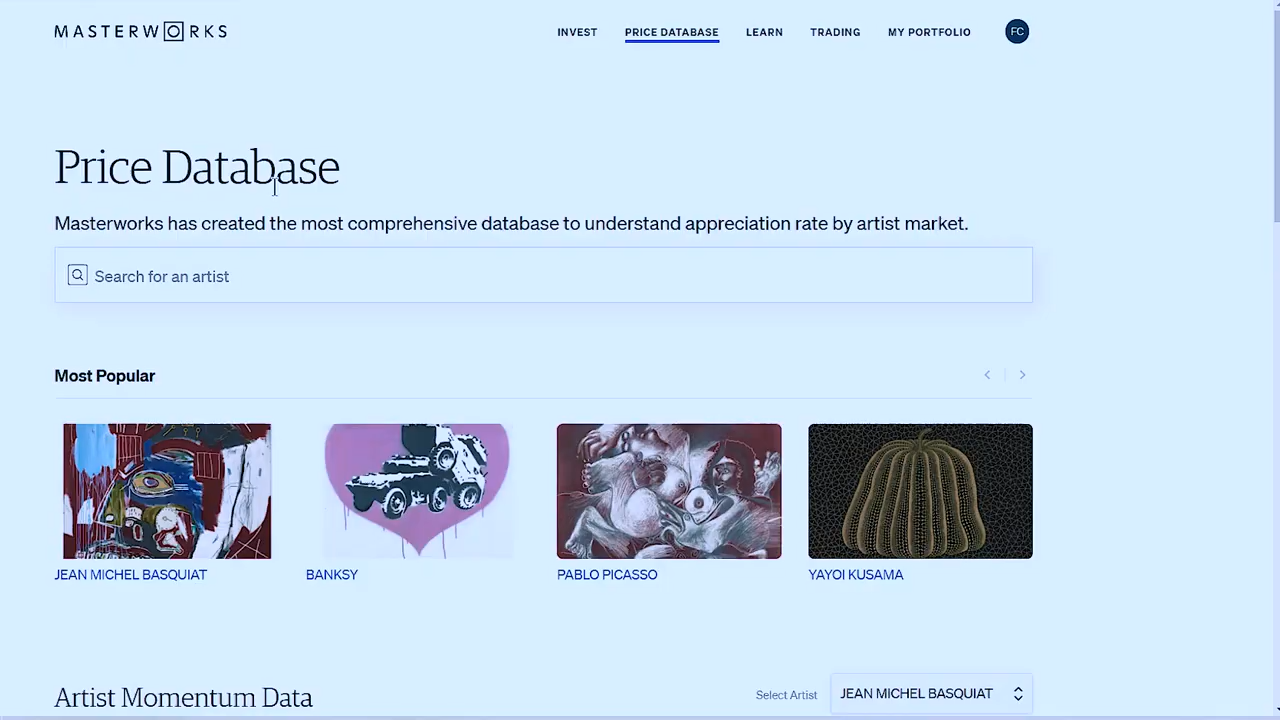 MASTERWORKS
INVEST PRICE DATABASE LEARN TRADING MY PORTFOLIO FC
Price Database
Masterworks has created the most comprehensive database to understand appreciation rate by artist market.
Search for an artist
Most Popular
JEAN MICHEL BASQUIAT BANKSY PABLO PICASSO YAYOI KUSAMA
Artist Momentum Data Select Artist JEAN MICHEL BASQUIAT